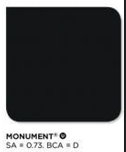 MONUMENT®
SA = 0.73. BCA = D